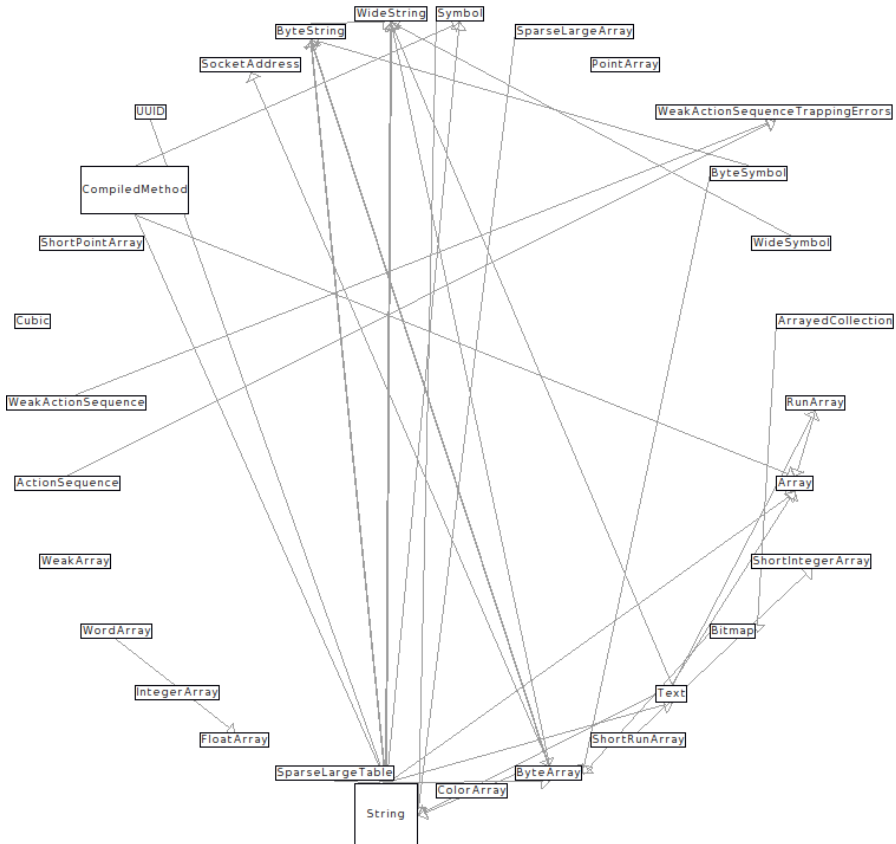 WideString
Symbol
ByteString
SparseLargeArray
SocketAddress
PointArray
UUID
WeakActionSequenceTrappingErrors
CompiledMethod
ByteSymbol
ShortPointArray
WideSymbol
Cubic
ArrayedCollection
WeakActionSequence
RunArray
ActionSequence
Array
WeakArray
ShortIntegerArray
WordArray
Bitmap
IntegerArray
Text
FloatArray
ShortRunArray
SparseLargeTable
ByteArray
ColorArray
String